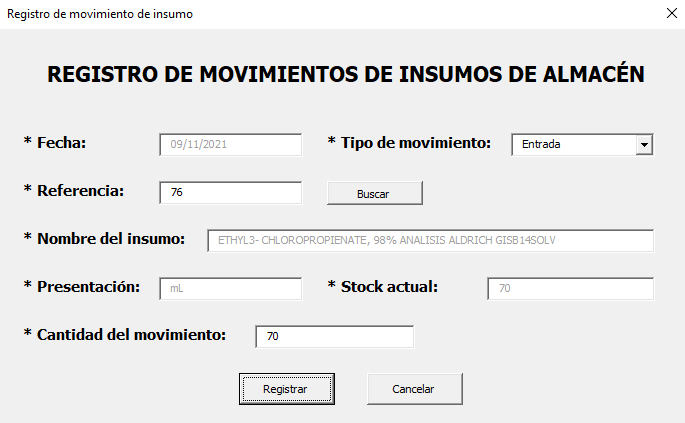 Registro de movimiento de insumo
REGISTRO DE MOVIMIENTOS DE INSUMOS DE ALMACÉN
* Fecha: 09/11/2021 * Tipo de movimiento: Entrada
* Referencia: 76 Buscar
* Nombre del insumo: ETHYL3- CHLOROPROPIENATE, 98% ANALISIS ALDRICH GISB14SOLV
* Presentación: mL * Stock actual: 70
* Cantidad del movimiento: 70
Registrar Cancelar